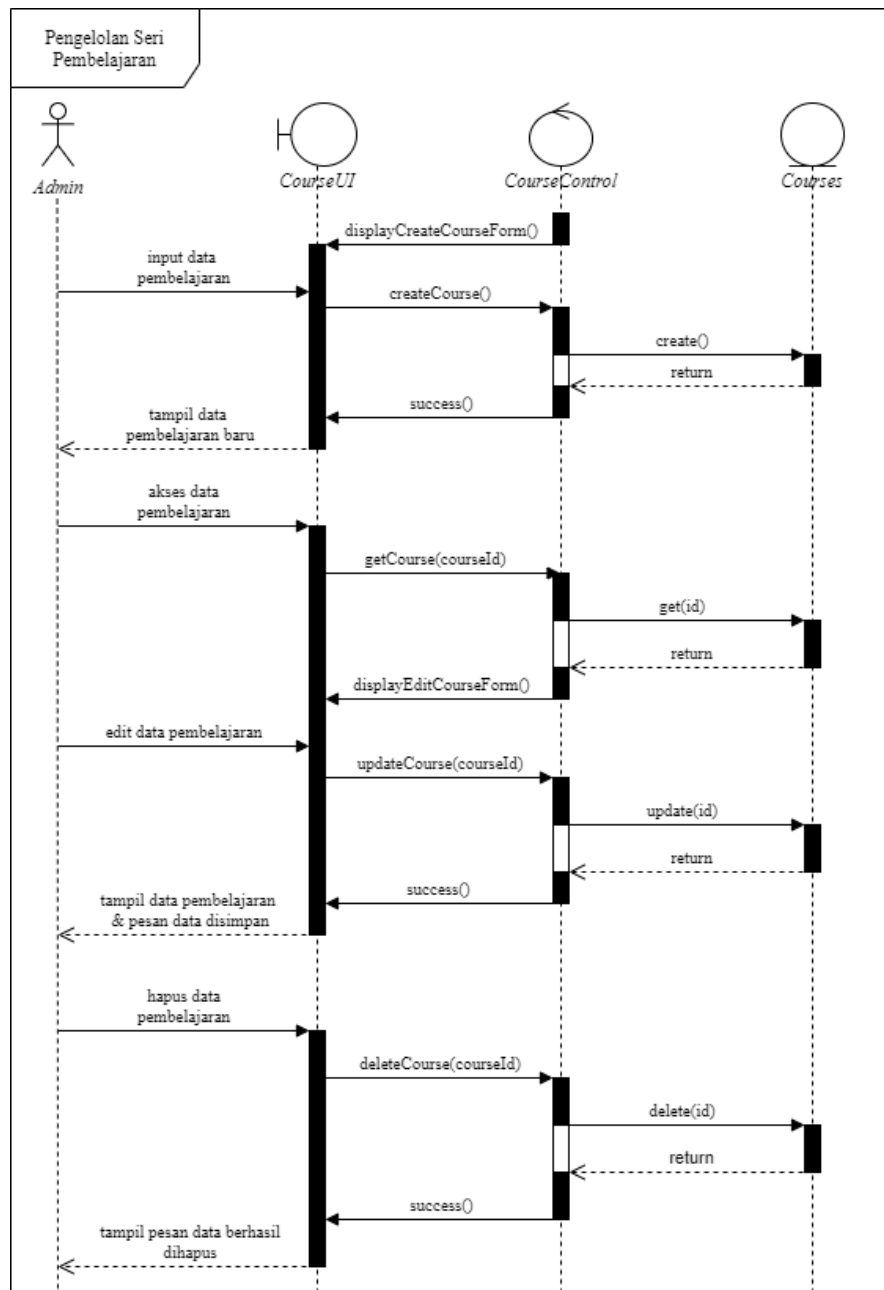 Pengelolan Seri
Pembelajaran
Admin
CourseUI
CourseControl
Courses
displayCreateCourseForm()
input data
pembelajaran
createCourse()
create()
return
success()
tampil data
pembelajaran baru
akses data
pembelajaran
getCourse(courseId)
get(id)
return
displayEditCourseForm()
edit data pembelajaran
updateCourse(courseId)
update(id)
return
success()
tampil data pembelajaran
& pesan data disimpan
hapus data
pembelajaran
deleteCourse(courseId)
delete(id)
return
success()
tampil pesan data berhasil
dihapus